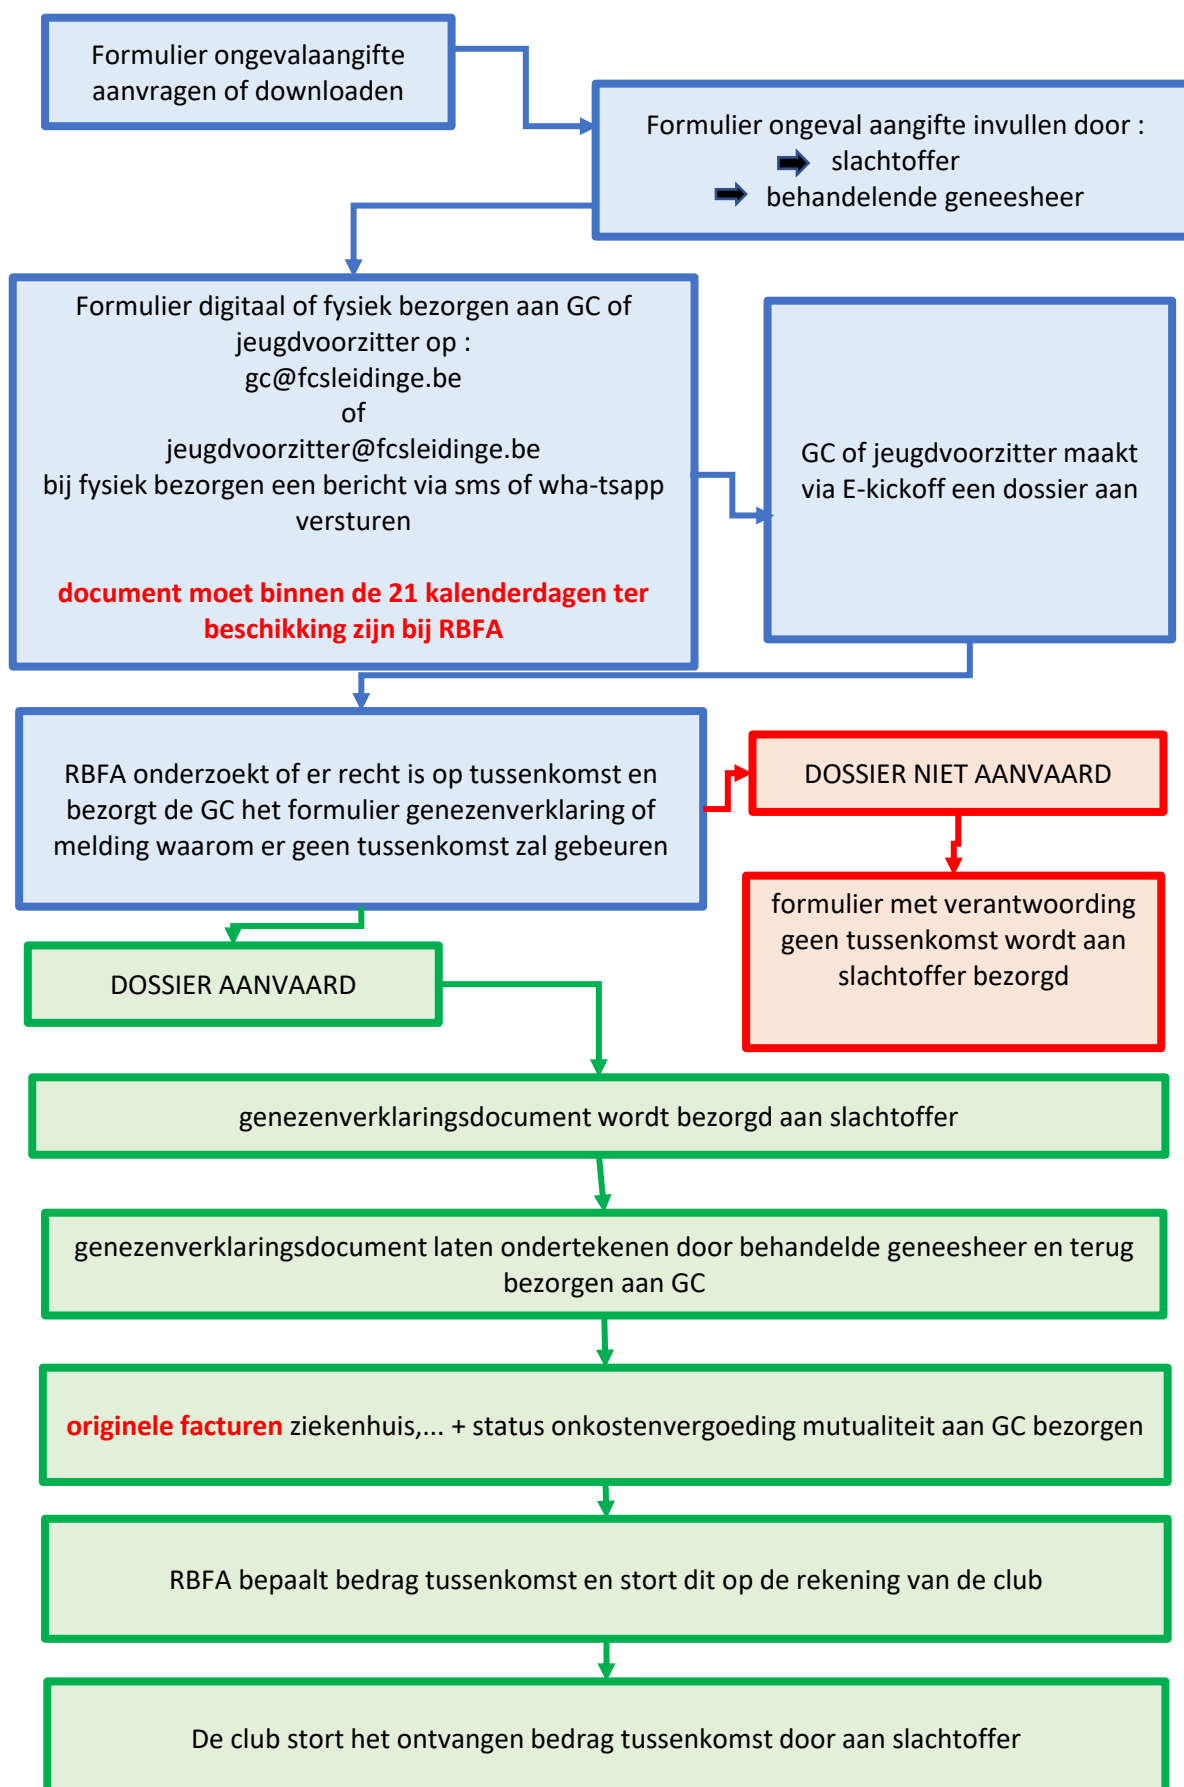 Formulier ongevalaangifte
aanvragen of downloaden
Formulier ongeval aangifte invullen door :
slachtoffer
behandelende geneesheer
Formulier digitaal of fysiek bezorgen aan GC of
jeugdvoorzitter op :
gc@fcsleidinge.be
of
jeugdvoorzitter@fcsleidinge.be
bij fysiek bezorgen een bericht via sms of wha-tsapp
versturen
document moet binnen de 21 kalenderdagen ter
beschikking zijn bij RBFA
GC of jeugdvoorzitter maakt
via E-kickoff een dossier aan
RBFA onderzoekt of er recht is op tussenkomst en
bezorgt de GC het formulier genezenverklaring of
melding waarom er geen tussenkomst zal gebeuren
DOSSIER NIET AANVAARD
formulier met verantwoording
geen tussenkomst wordt aan
slachtoffer bezorgd
DOSSIER AANVAARD
genezenverklaringsdocument wordt bezorgd aan slachtoffer
genezenverklaringsdocument laten ondertekenen door behandelde geneesheer en terug
bezorgen aan GC
originele facturen ziekenhuis,... + status onkostenvergoeding mutualiteit aan GC bezorgen
RBFA bepaalt bedrag tussenkomst en stort dit op de rekening van de club
De club stort het ontvangen bedrag tussenkomst door aan slachtoffer